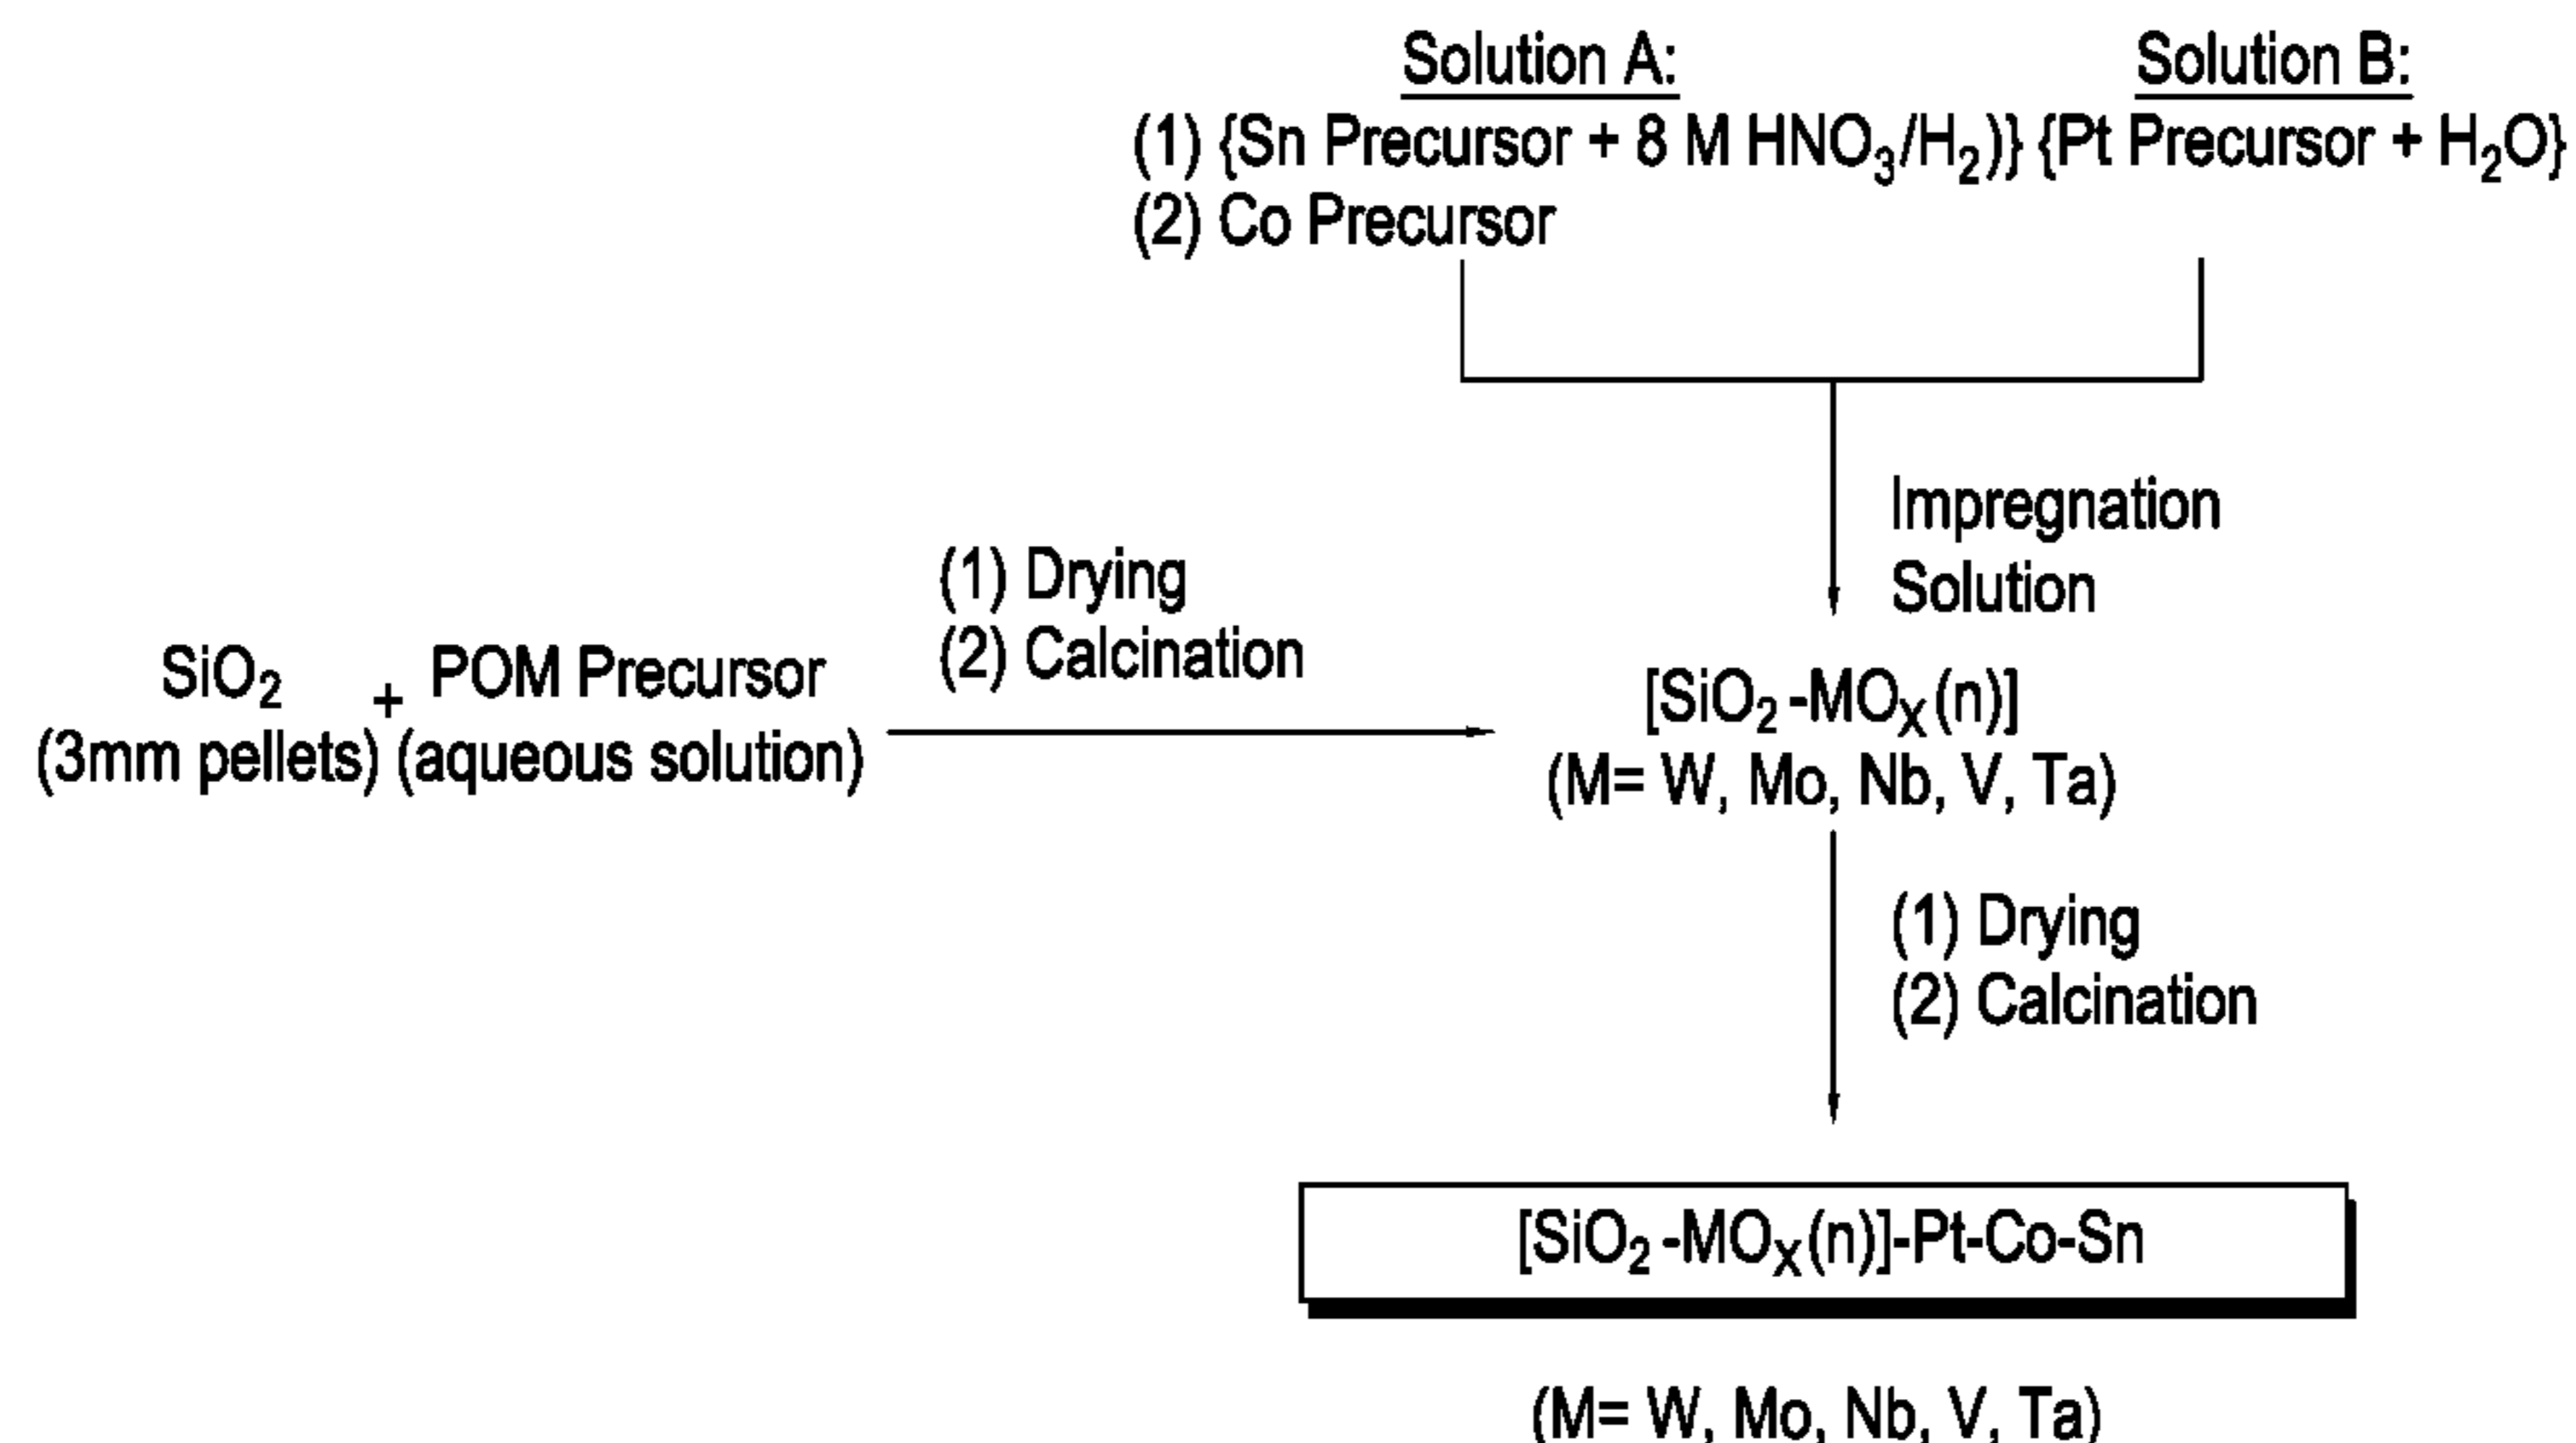 Solution A:
Solution B:
(1) {Sn Precursor + 8 M HNO₃/H₂)} {Pt Precursor + H₂O}
(2) Co Precursor
Impregnation
Solution
(1) Drying
(2) Calcination
SiO₂ + POM Precursor
(3mm pellets) (aqueous solution)
[SiO₂-MOₓ(n)]
(M= W, Mo, Nb, V, Ta)
(1) Drying
(2) Calcination
[SiO₂-MOₓ(n)]-Pt-Co-Sn
(M= W, Mo, Nb, V, Ta)